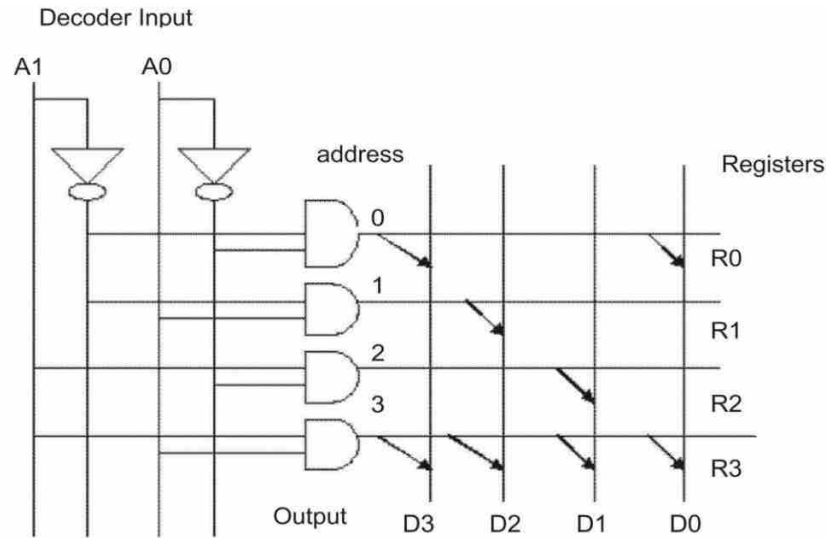 Decoder Input
A1
A0
address
Registers
0
R0
1
R1
2
R2
3
R3
Output
D3
D2
D1
D0